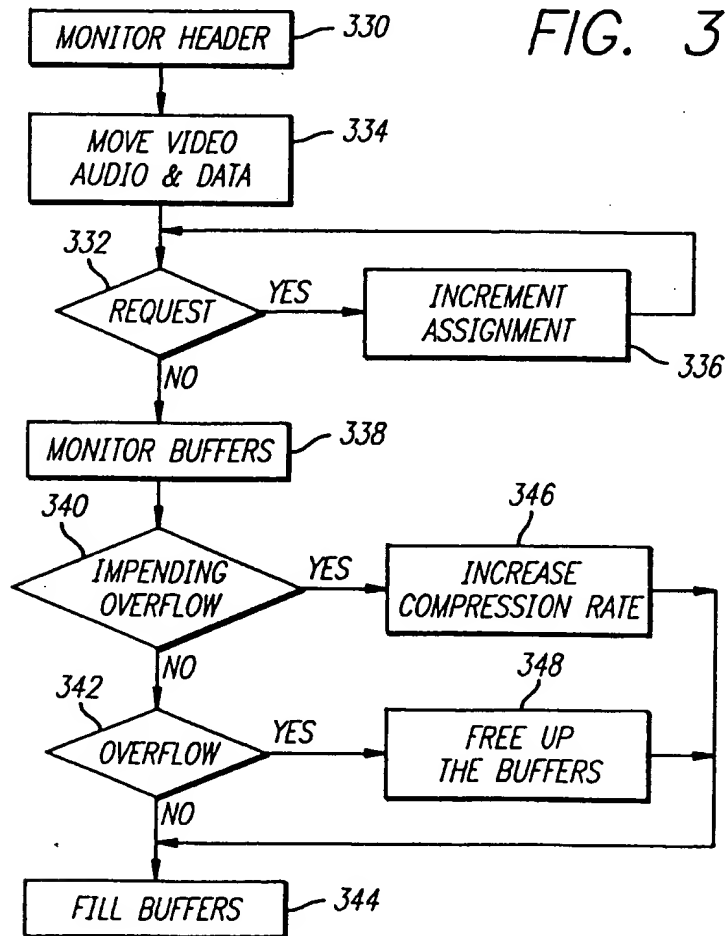 FIG. 3
MONITOR HEADER
330
MOVE VIDEO
AUDIO & DATA
334
332
REQUEST
YES
INCREMENT
ASSIGNMENT
336
NO
MONITOR BUFFERS
338
340
IMPENDING
OVERFLOW
YES
346
INCREASE
COMPRESSION RATE
NO
342
OVERFLOW
YES
348
FREE UP
THE BUFFERS
NO
FILL BUFFERS
344